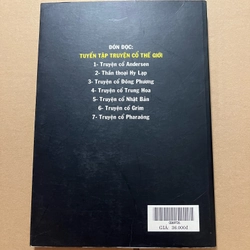 ĐÓN ĐỌC:
TUYỂN TẬP TRUYỆN CỔ THẾ GIỚI
1- Truyện cổ Andersen
2- Thần thoại Hy Lạp
3- Truyện cổ Đông Phương
4- Truyện cổ Trung Hoa
5- Truyện cổ Nhật Bản
6- Truyện cổ Grim
7- Truyện cổ Pharaông